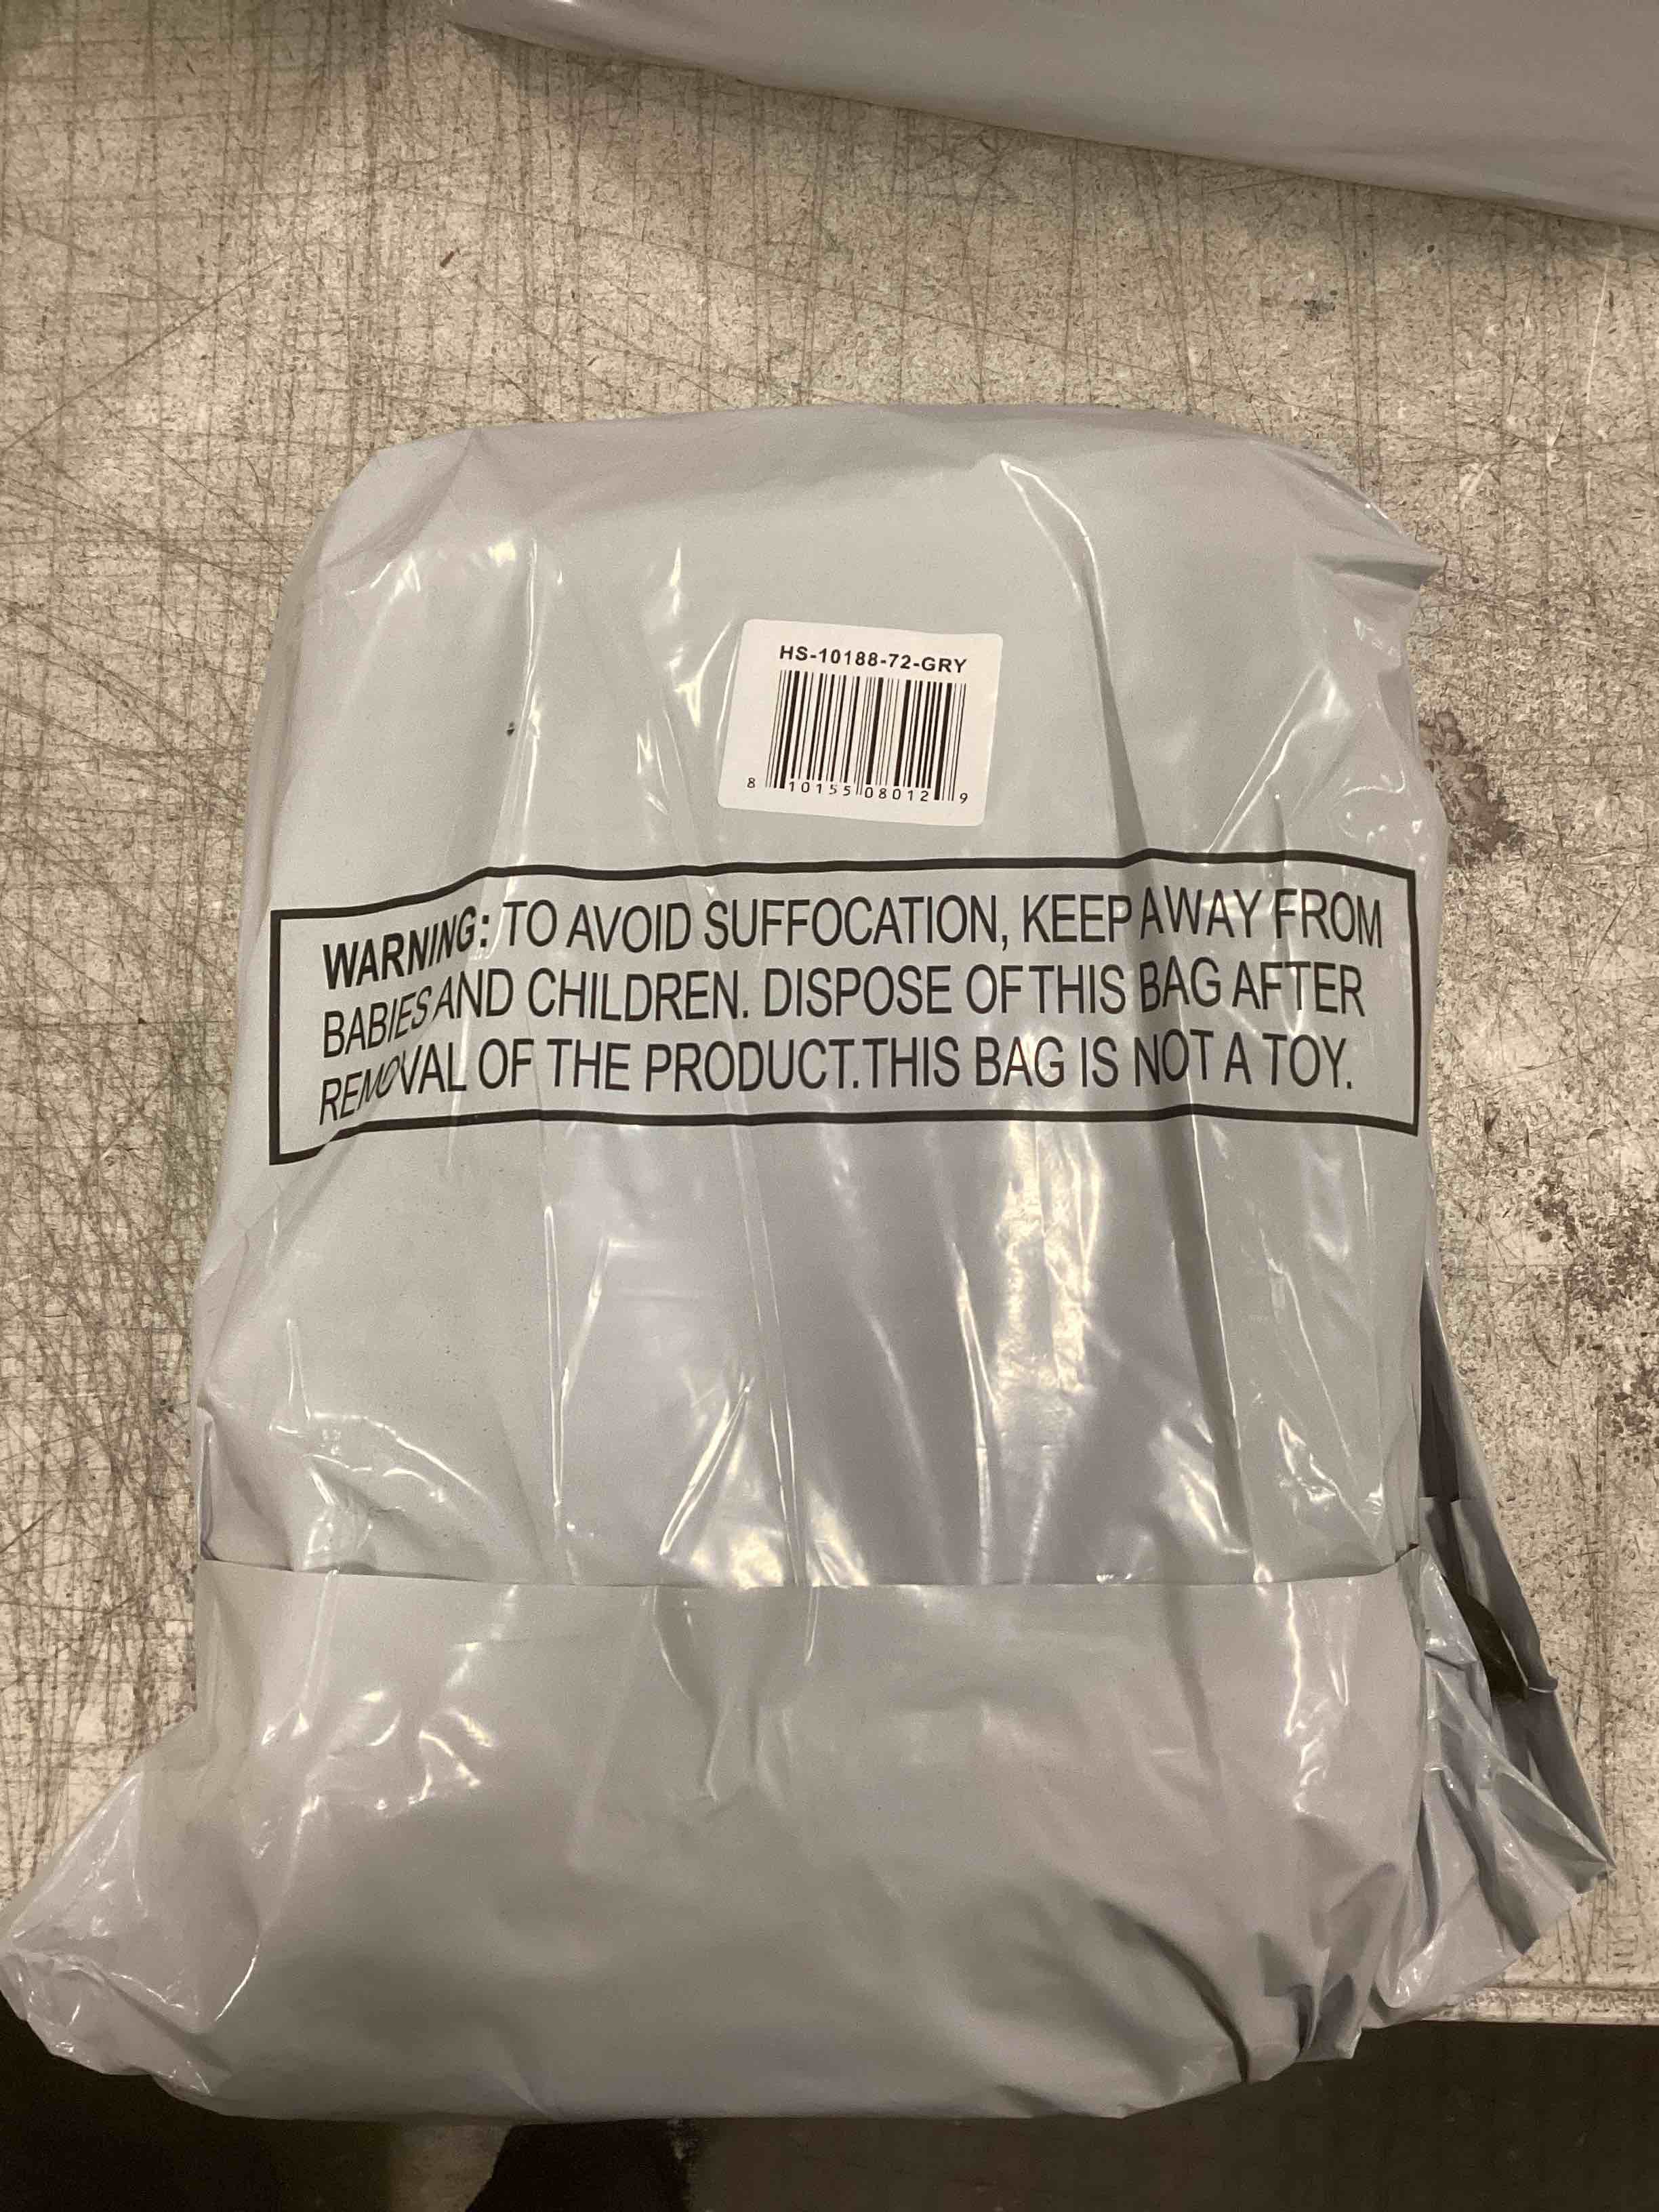 HS-10188-72-GRY
8 10155 08012 9
WARNING: TO AVOID SUFFOCATION, KEEP AWAY FROM
BABIES AND CHILDREN. DISPOSE OF THIS BAG AFTER
REMOVAL OF THE PRODUCT.THIS BAG IS NOT A TOY.